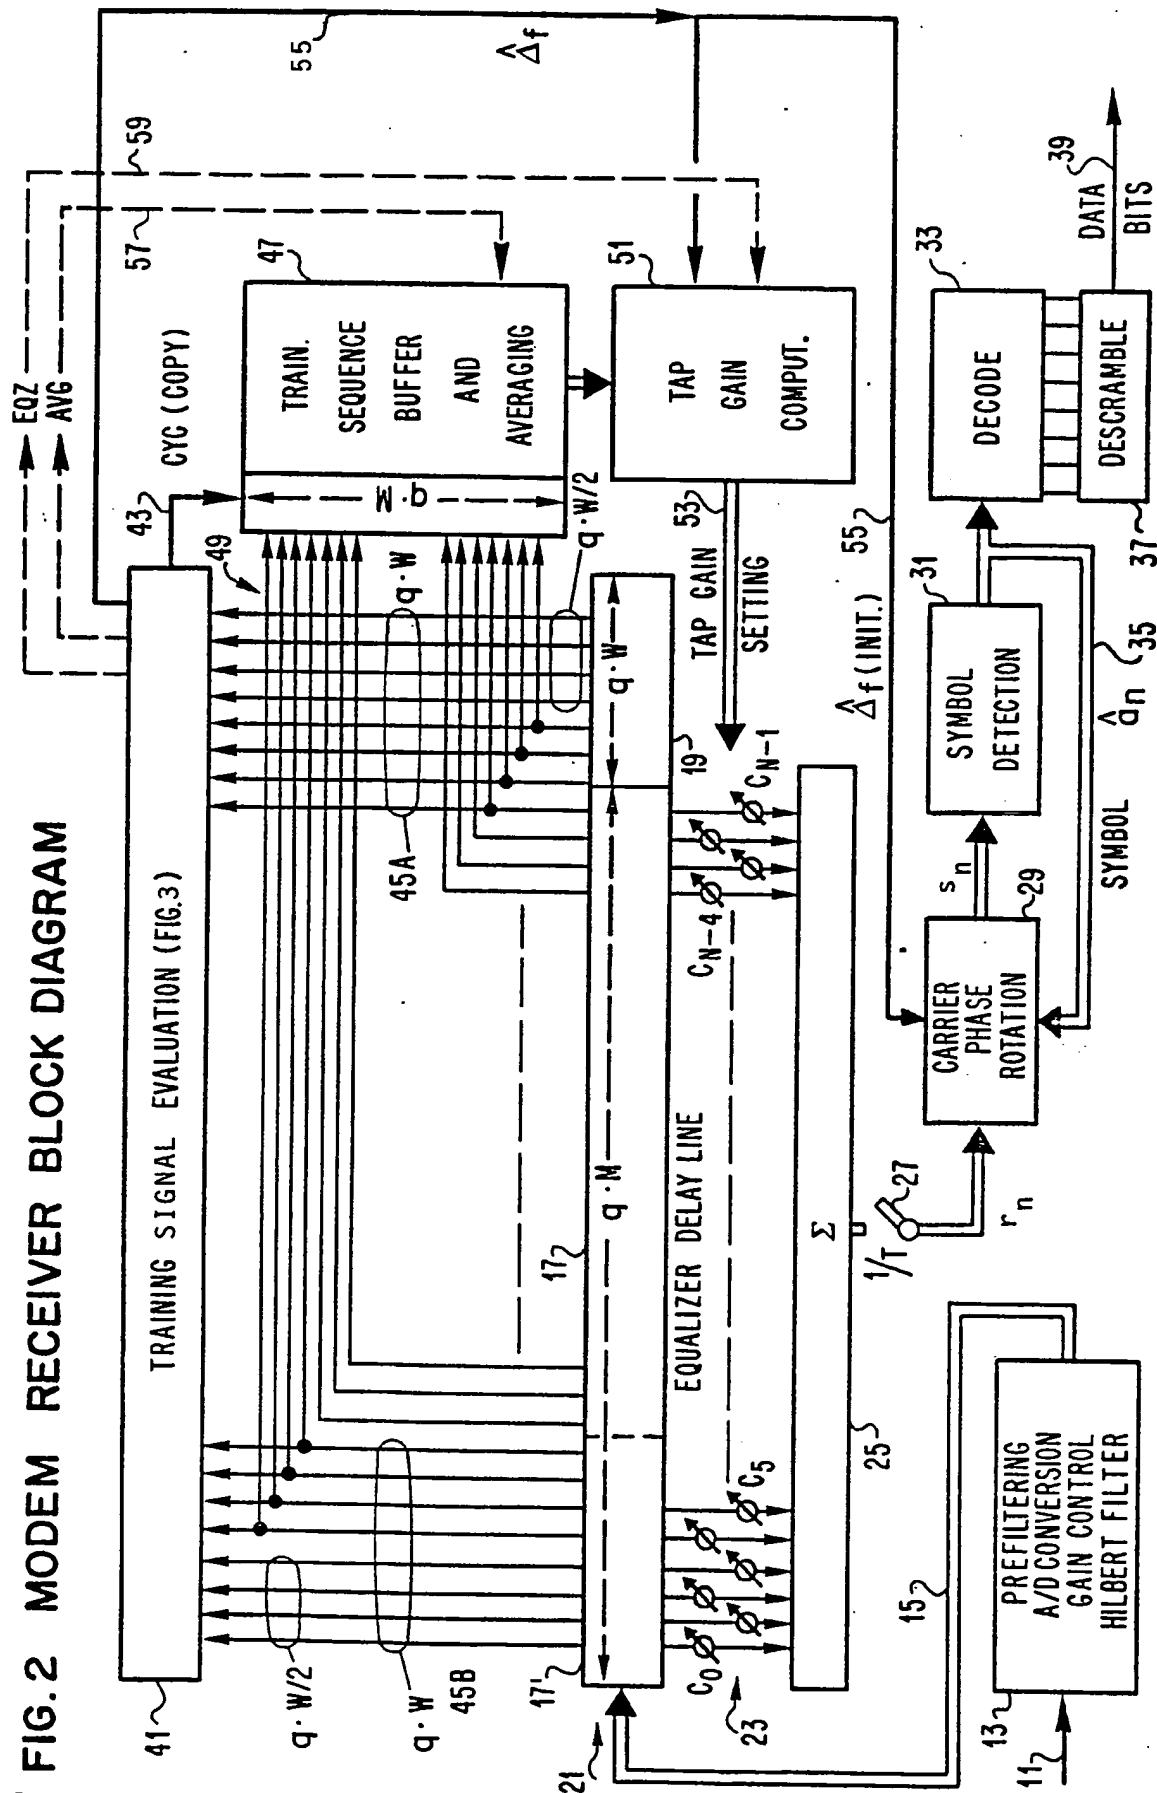 FIG. 2 MODEM RECEIVER BLOCK DIAGRAM
EQZ
AVG
55
Δ̂f
59
57
CYC (COPY)
43
41
TRAINING SIGNAL EVALUATION (FIG.3)
47
TRAIN.
SEQUENCE
BUFFER
AND
AVERAGING
q·M
49
q·W
q·W/2
45A
q·W/2
q·W
45B
51
TAP
GAIN
COMPUT.
53
TAP GAIN
SETTING
55
Δ̂f (INIT.)
17'
17
q·M
q·W
19
EQUALIZER DELAY LINE
21
23
C0
C5
CN-4
CN-1
Σ
25
1/T
27
rn
15
13
11
PREFILTERING
A/D CONVERSION
GAIN CONTROL
HILBERT FILTER
CARRIER
PHASE
ROTATION
29
sn
SYMBOL
DETECTION
31
SYMBOL
ân
35
DECODE
33
DESCRAMBLE
37
DATA
BITS
39